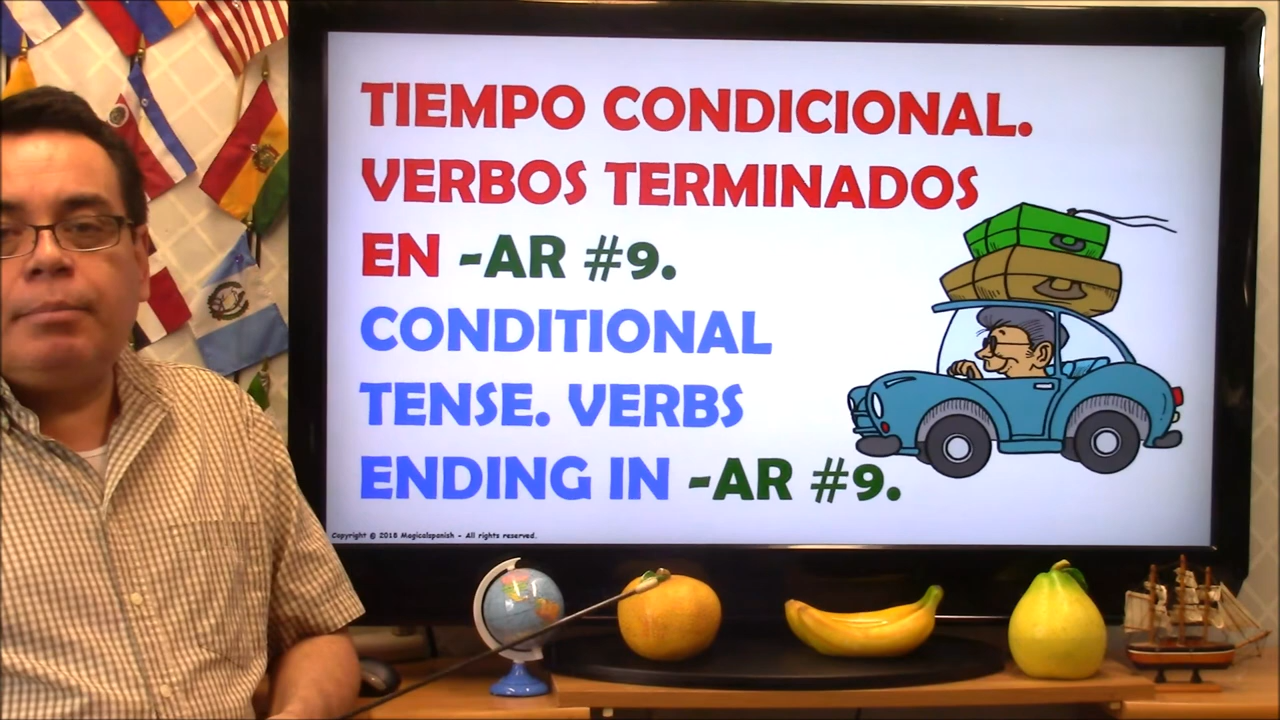 TIEMPO CONDICIONAL.
VERBOS TERMINADOS
EN -AR #9.
CONDITIONAL
TENSE. VERBS
ENDING IN -AR #9.
Copyright © 2018 Magicalspanish - All rights reserved.